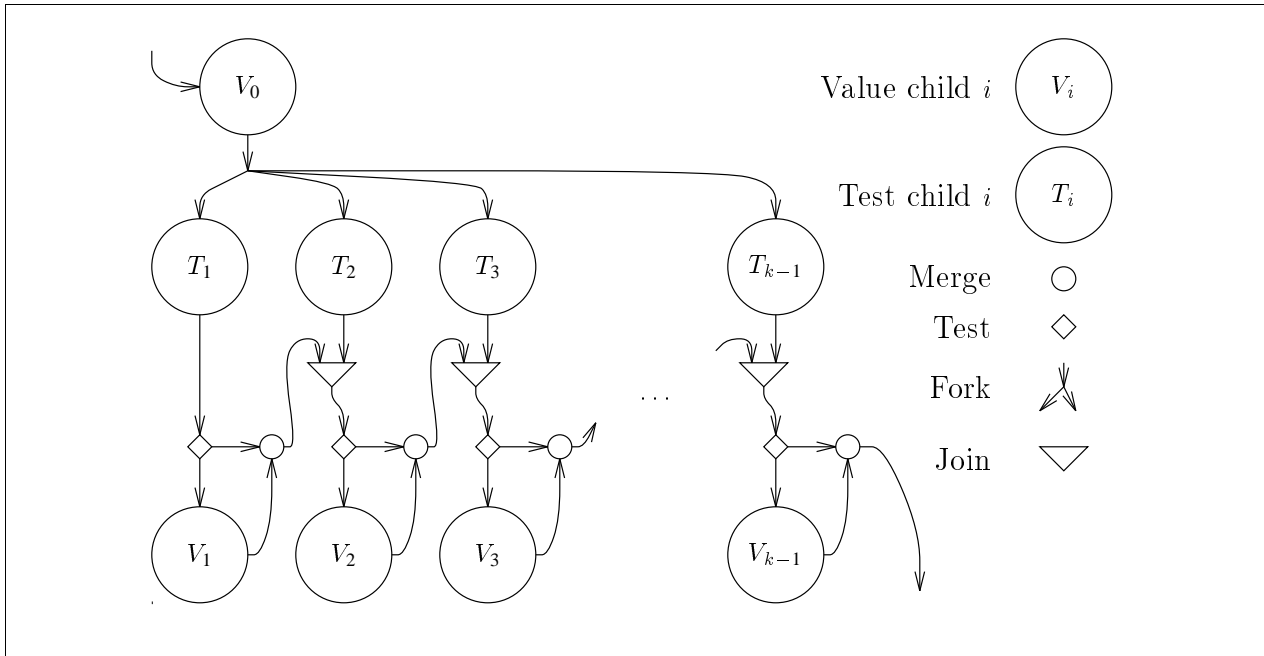 V₀
Value child i
Vᵢ
Test child i
Tᵢ
T₁
T₂
T₃
Tₖ₋₁
Merge
Test
Fork
. . .
Join
V₁
V₂
V₃
Vₖ₋₁